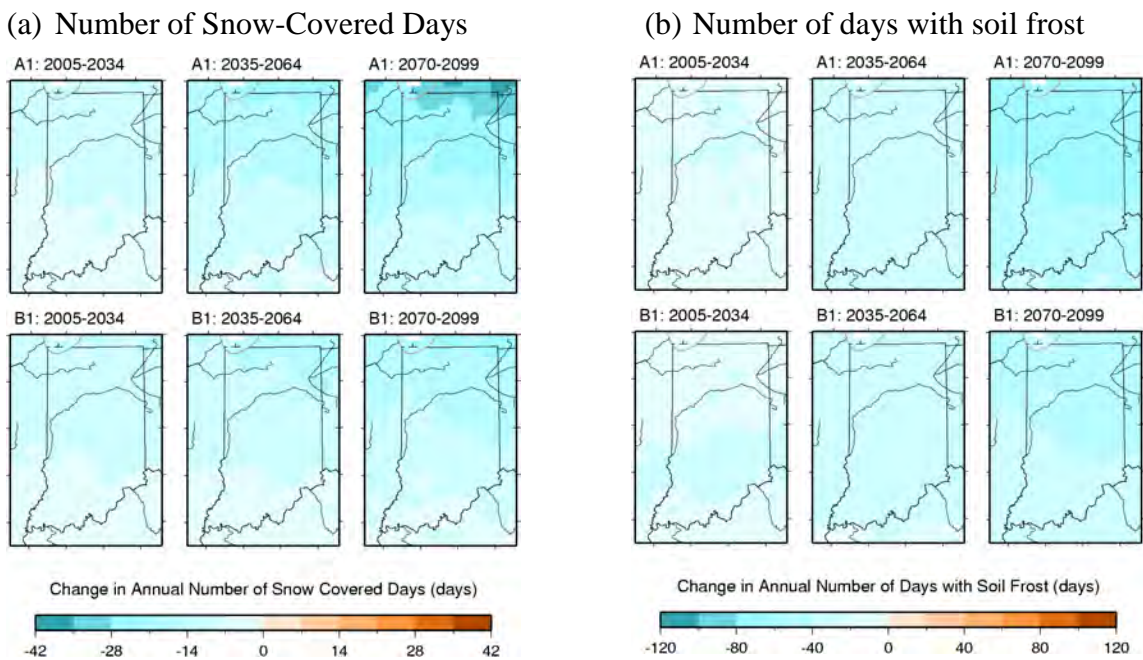 (a) Number of Snow-Covered Days
A1: 2005-2034 A1: 2035-2064 A1: 2070-2099
B1: 2005-2034 B1: 2035-2064 B1: 2070-2099
Change in Annual Number of Snow Covered Days (days)
-42 -28 -14 0 14 28 42
(b) Number of days with soil frost
A1: 2005-2034 A1: 2035-2064 A1: 2070-2099
B1: 2005-2034 B1: 2035-2064 B1: 2070-2099
Change in Annual Number of Days with Soil Frost (days)
-120 -80 -40 0 40 80 120